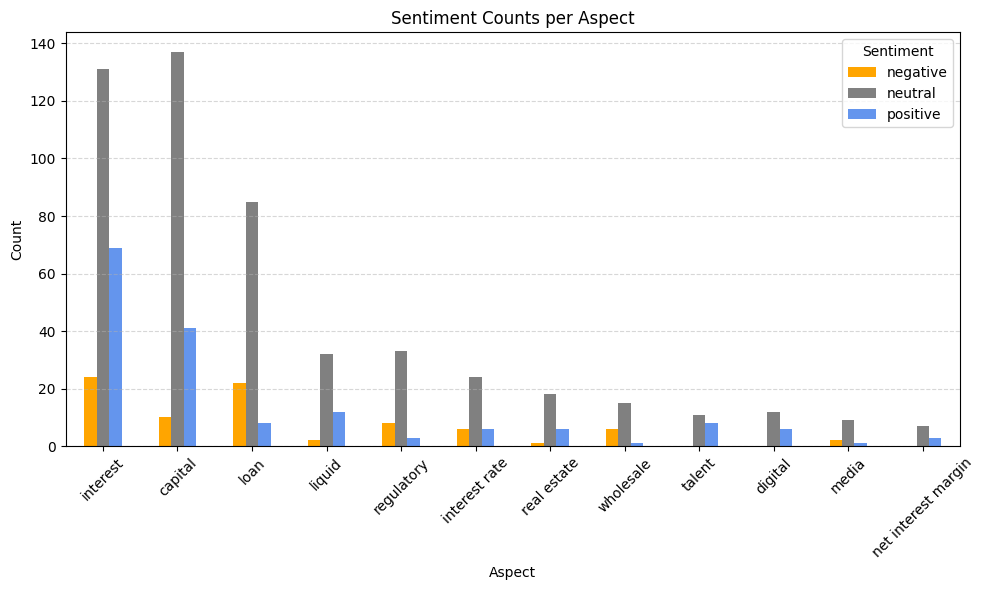 Sentiment Counts per Aspect
Sentiment
negative
neutral
positive
Count
140
120
100
80
60
40
20
0
interest
capital
loan
liquid
regulatory
interest rate
real estate
wholesale
talent
digital
media
net interest margin
Aspect